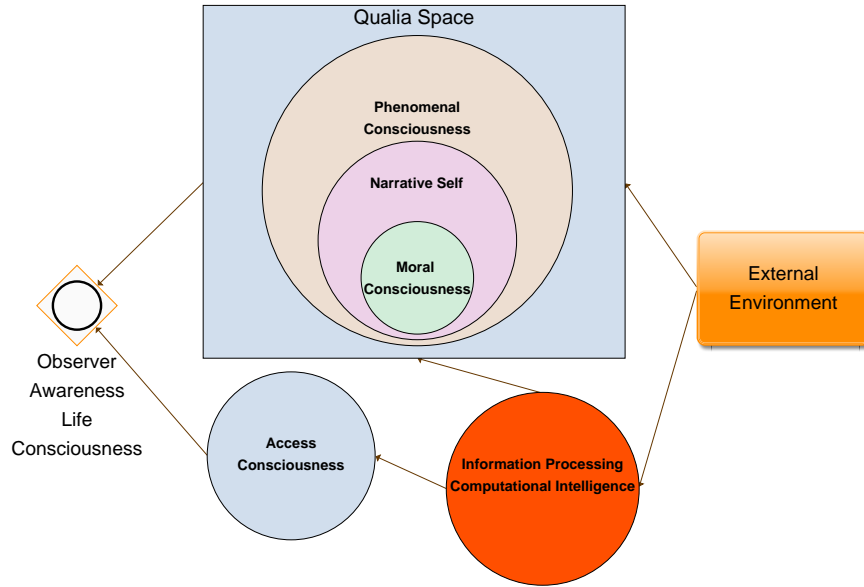 Qualia Space
Phenomenal
Consciousness
Narrative Self
Moral
Consciousness
External
Environment
Observer
Awareness
Life
Consciousness
Access
Consciousness
Information Processing
Computational Intelligence